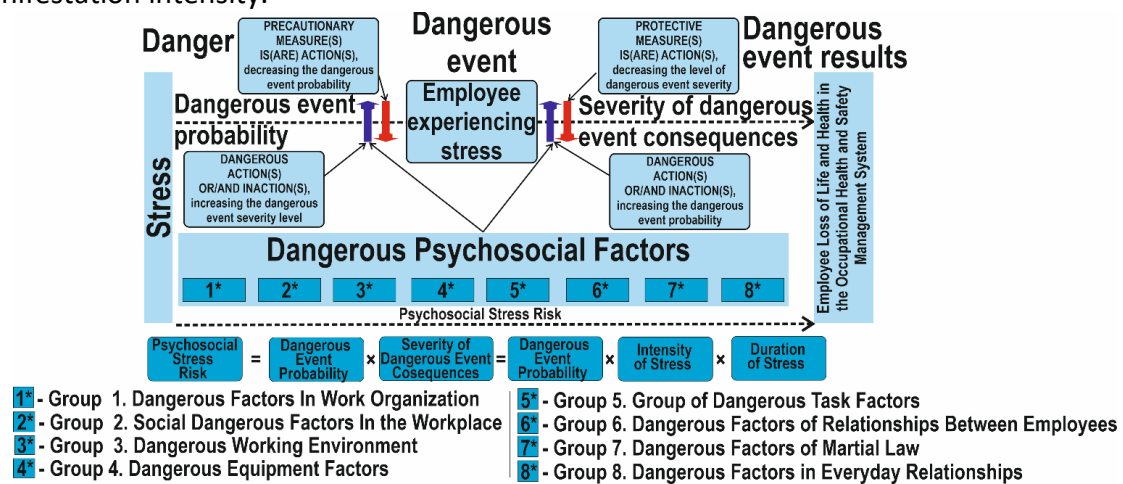 nifestation intensity.
Danger
PRECAUTIONARY
MEASURE(S)
IS(ARE) ACTION(S),
decreasing the dangerous
event probability
Dangerous
event
PROTECTIVE
MEASURE(S)
IS(ARE) ACTION(S),
decreasing the level of
dangerous event severity
Dangerous
event results
Stress
Dangerous event
probability
Employee
experiencing
stress
Severity of dangerous
event consequences
DANGEROUS
ACTION(S)
OR/AND INACTION(S),
increasing the dangerous
event severity level
DANGEROUS
ACTION(S)
OR/AND INACTION(S),
increasing the dangerous
event probability
Employee Loss of Life and Health in
the Occupational Health and Safety
Management System
Dangerous Psychosocial Factors
1* 2* 3* 4* 5* 6* 7* 8*
Psychosocial Stress Risk
Psychosocial
Stress
Risk
=
Dangerous
Event
Probability
×
Severity of
Dangerous Event
Cosequences
=
Dangerous
Event
Probability
×
Intensity
of Stress
×
Duration
of Stress
1* - Group 1. Dangerous Factors In Work Organization
2* - Group 2. Social Dangerous Factors In the Workplace
3* - Group 3. Dangerous Working Environment
4* - Group 4. Dangerous Equipment Factors
5* - Group 5. Group of Dangerous Task Factors
6* - Group 6. Dangerous Factors of Relationships Between Employees
7* - Group 7. Dangerous Factors of Martial Law
8* - Group 8. Dangerous Factors in Everyday Relationships